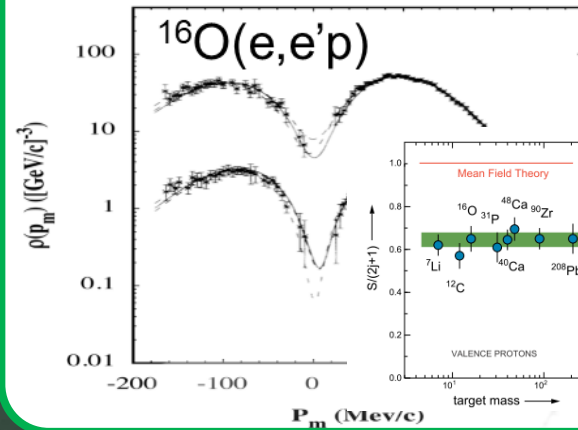 ¹⁶O(e,e'p)
ρ(pₘ) ([GeV/c]⁻³)
100
10
1
0.1
0.01
-200
-100
0
Pₘ (Mev/c)
S/(2j+1)
1.0
0.8
0.6
0.4
0.2
0.0
Mean Field Theory
⁷Li
¹²C
¹⁶O
³¹P
⁴⁰Ca
⁴⁸Ca
⁹⁰Zr
²⁰⁸Pb
VALENCE PROTONS
10¹
10²
target mass